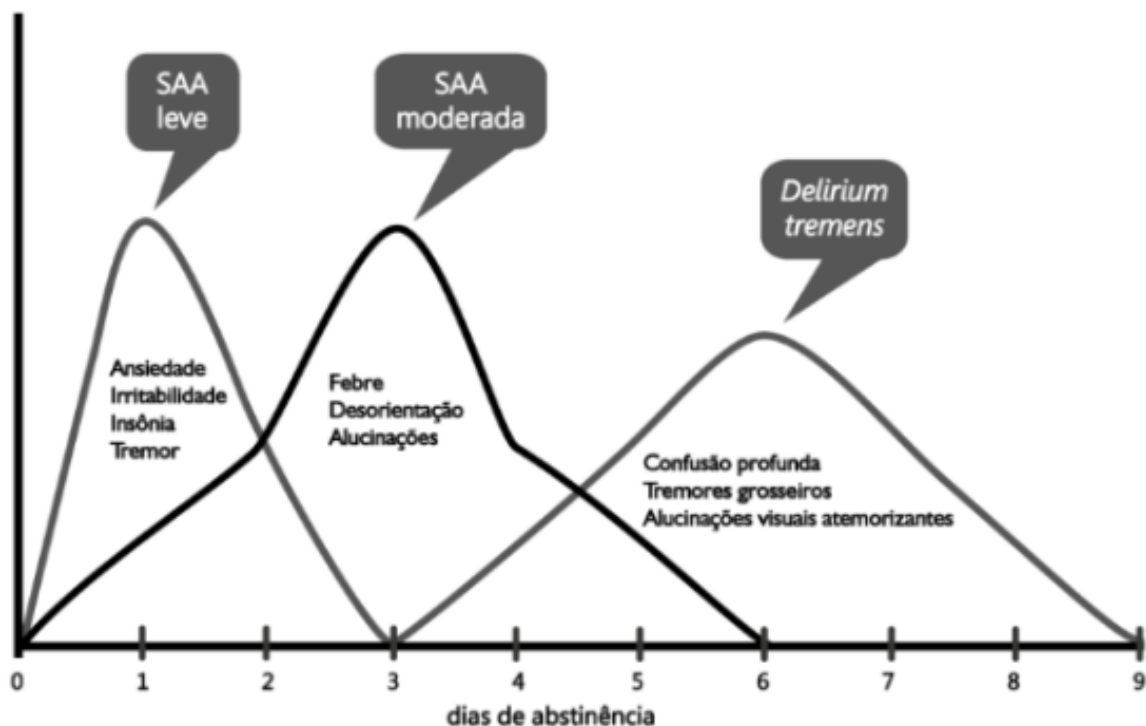 SAA
leve
SAA
moderada
Delirium
tremens
Ansiedade
Irritabilidade
Insônia
Tremor
Febre
Desorientação
Alucinações
Confusão profunda
Tremores grosseiros
Alucinações visuais atemorizantes
0 1 2 3 4 5 6 7 8 9
dias de abstinência